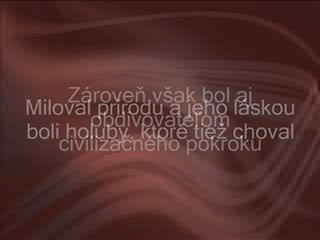 Zároveň však bol aj
obdivovateľom
civilizačného pokroku
Miloval prírodu a jeho láskou
boli holuby, ktoré tiež choval